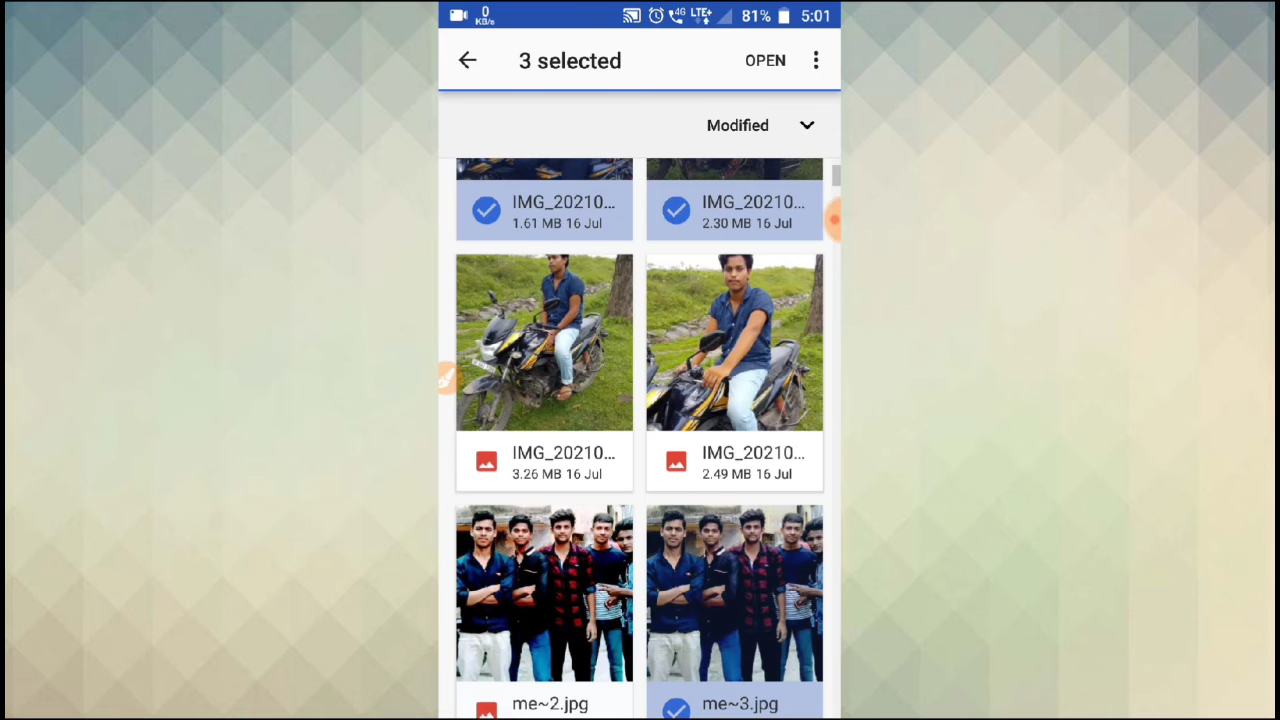 0
KB/s
4G LTE+ 81% 5:01
3 selected
OPEN
Modified
IMG_20210...
1.61 MB 16 Jul
IMG_20210...
2.30 MB 16 Jul
IMG_20210...
3.26 MB 16 Jul
IMG_20210...
2.49 MB 16 Jul
me~2.jpg
me~3.jpg